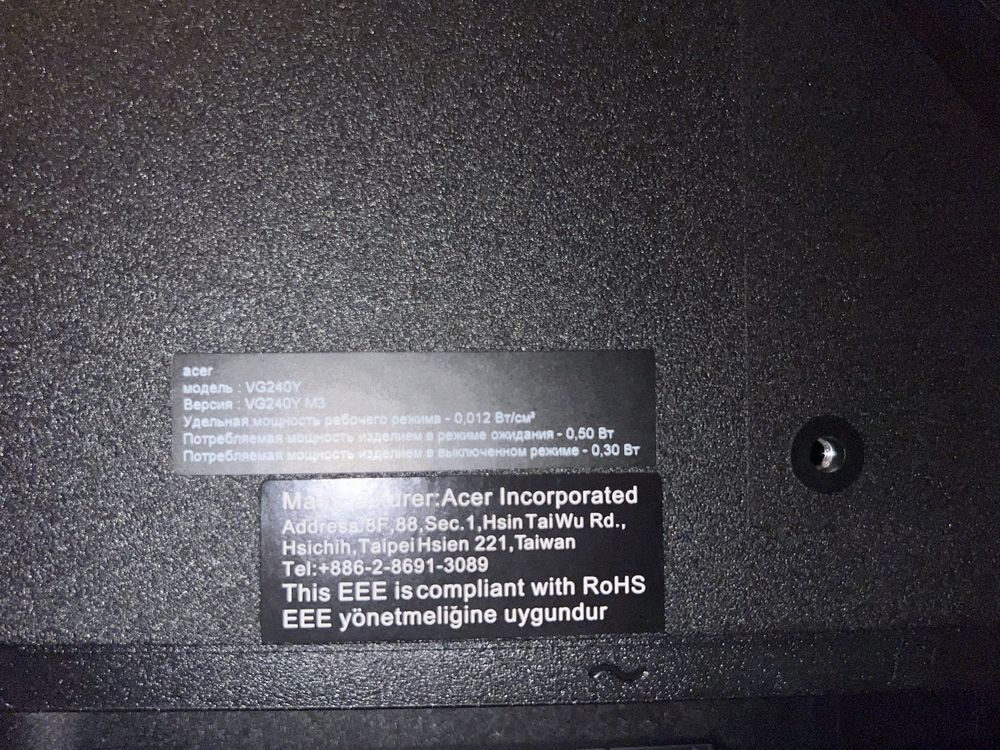 acer
модель : VG240Y
Версия : VG240Y M3
Удельная мощность рабочего режима - 0,012 Вт/см²
Потребляемая мощность изделием в режиме ожидания - 0,50 Вт
Потребляемая мощность изделием в выключенном режиме - 0,30 Вт
Manufacturer:Acer Incorporated
Address:8F,88,Sec.1,Hsin Tai Wu Rd.,
Hsichih,Taipei Hsien 221,Taiwan
Tel:+886-2-8691-3089
This EEE is compliant with RoHS
EEE yönetmeliğine uygundur